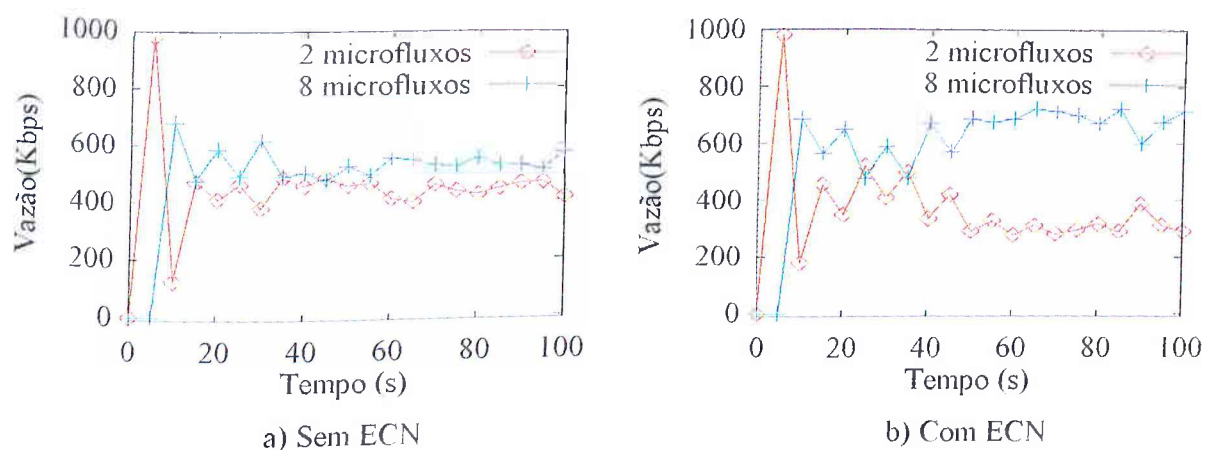 1000
800
600
400
200
0
Vazão(Kbps)
2 microfluxos
8 microfluxos
0 20 40 60 80 100
Tempo (s)
a) Sem ECN
1000
800
600
400
200
0
Vazão(Kbps)
2 microfluxos
8 microfluxos
0 20 40 60 80 100
Tempo (s)
b) Com ECN